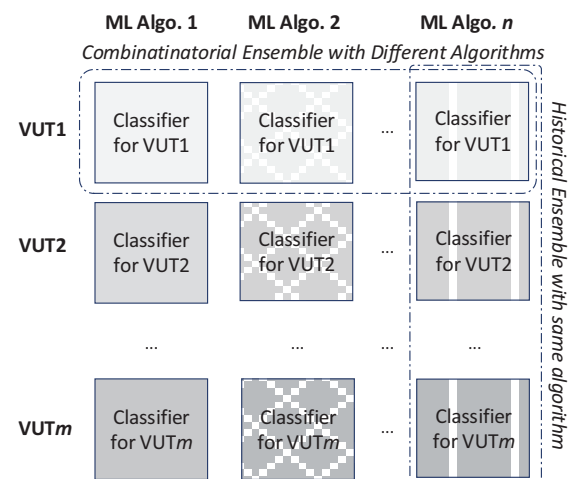 ML Algo. 1 ML Algo. 2 ML Algo. n
Combinatinatorial Ensemble with Different Algorithms
VUT1
Classifier for VUT1
Classifier for VUT1
...
Classifier for VUT1
VUT2
Classifier for VUT2
Classifier for VUT2
...
Classifier for VUT2
... ... ... ...
VUTm
Classifier for VUTm
Classifier for VUTm
...
Classifier for VUTm
Historical Ensemble with same algorithm